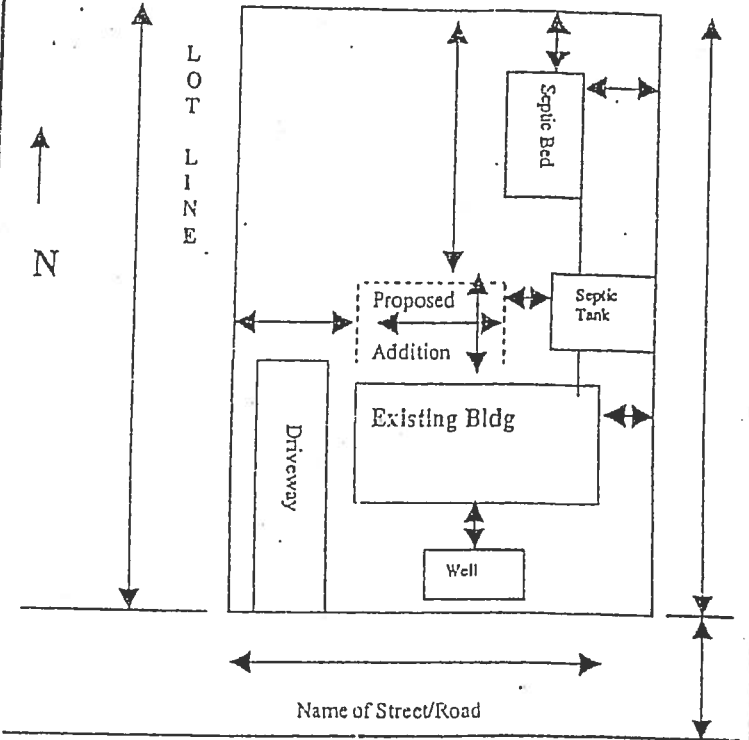 LOT LINE
Septic Bed
N
Proposed
Addition
Septic
Tank
Existing Bldg
Driveway
Well
Name of Street/Road